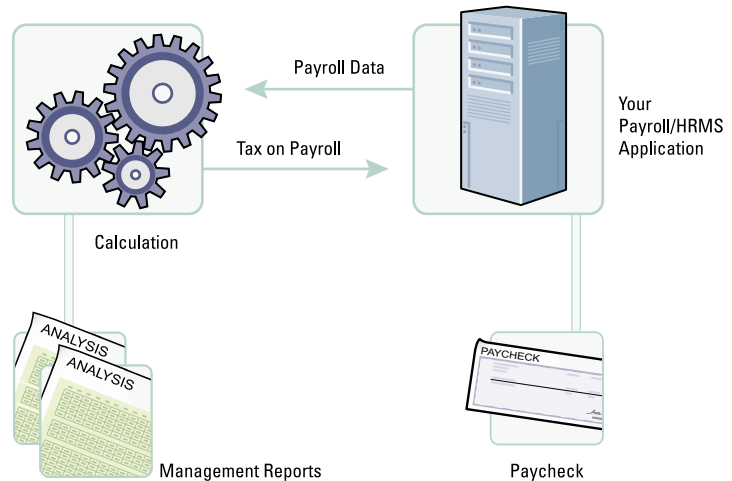 Payroll Data
Your
Payroll/HRMS
Application
Tax on Payroll
Calculation
ANALYSIS
ANALYSIS
PAYCHECK
Management Reports
Paycheck